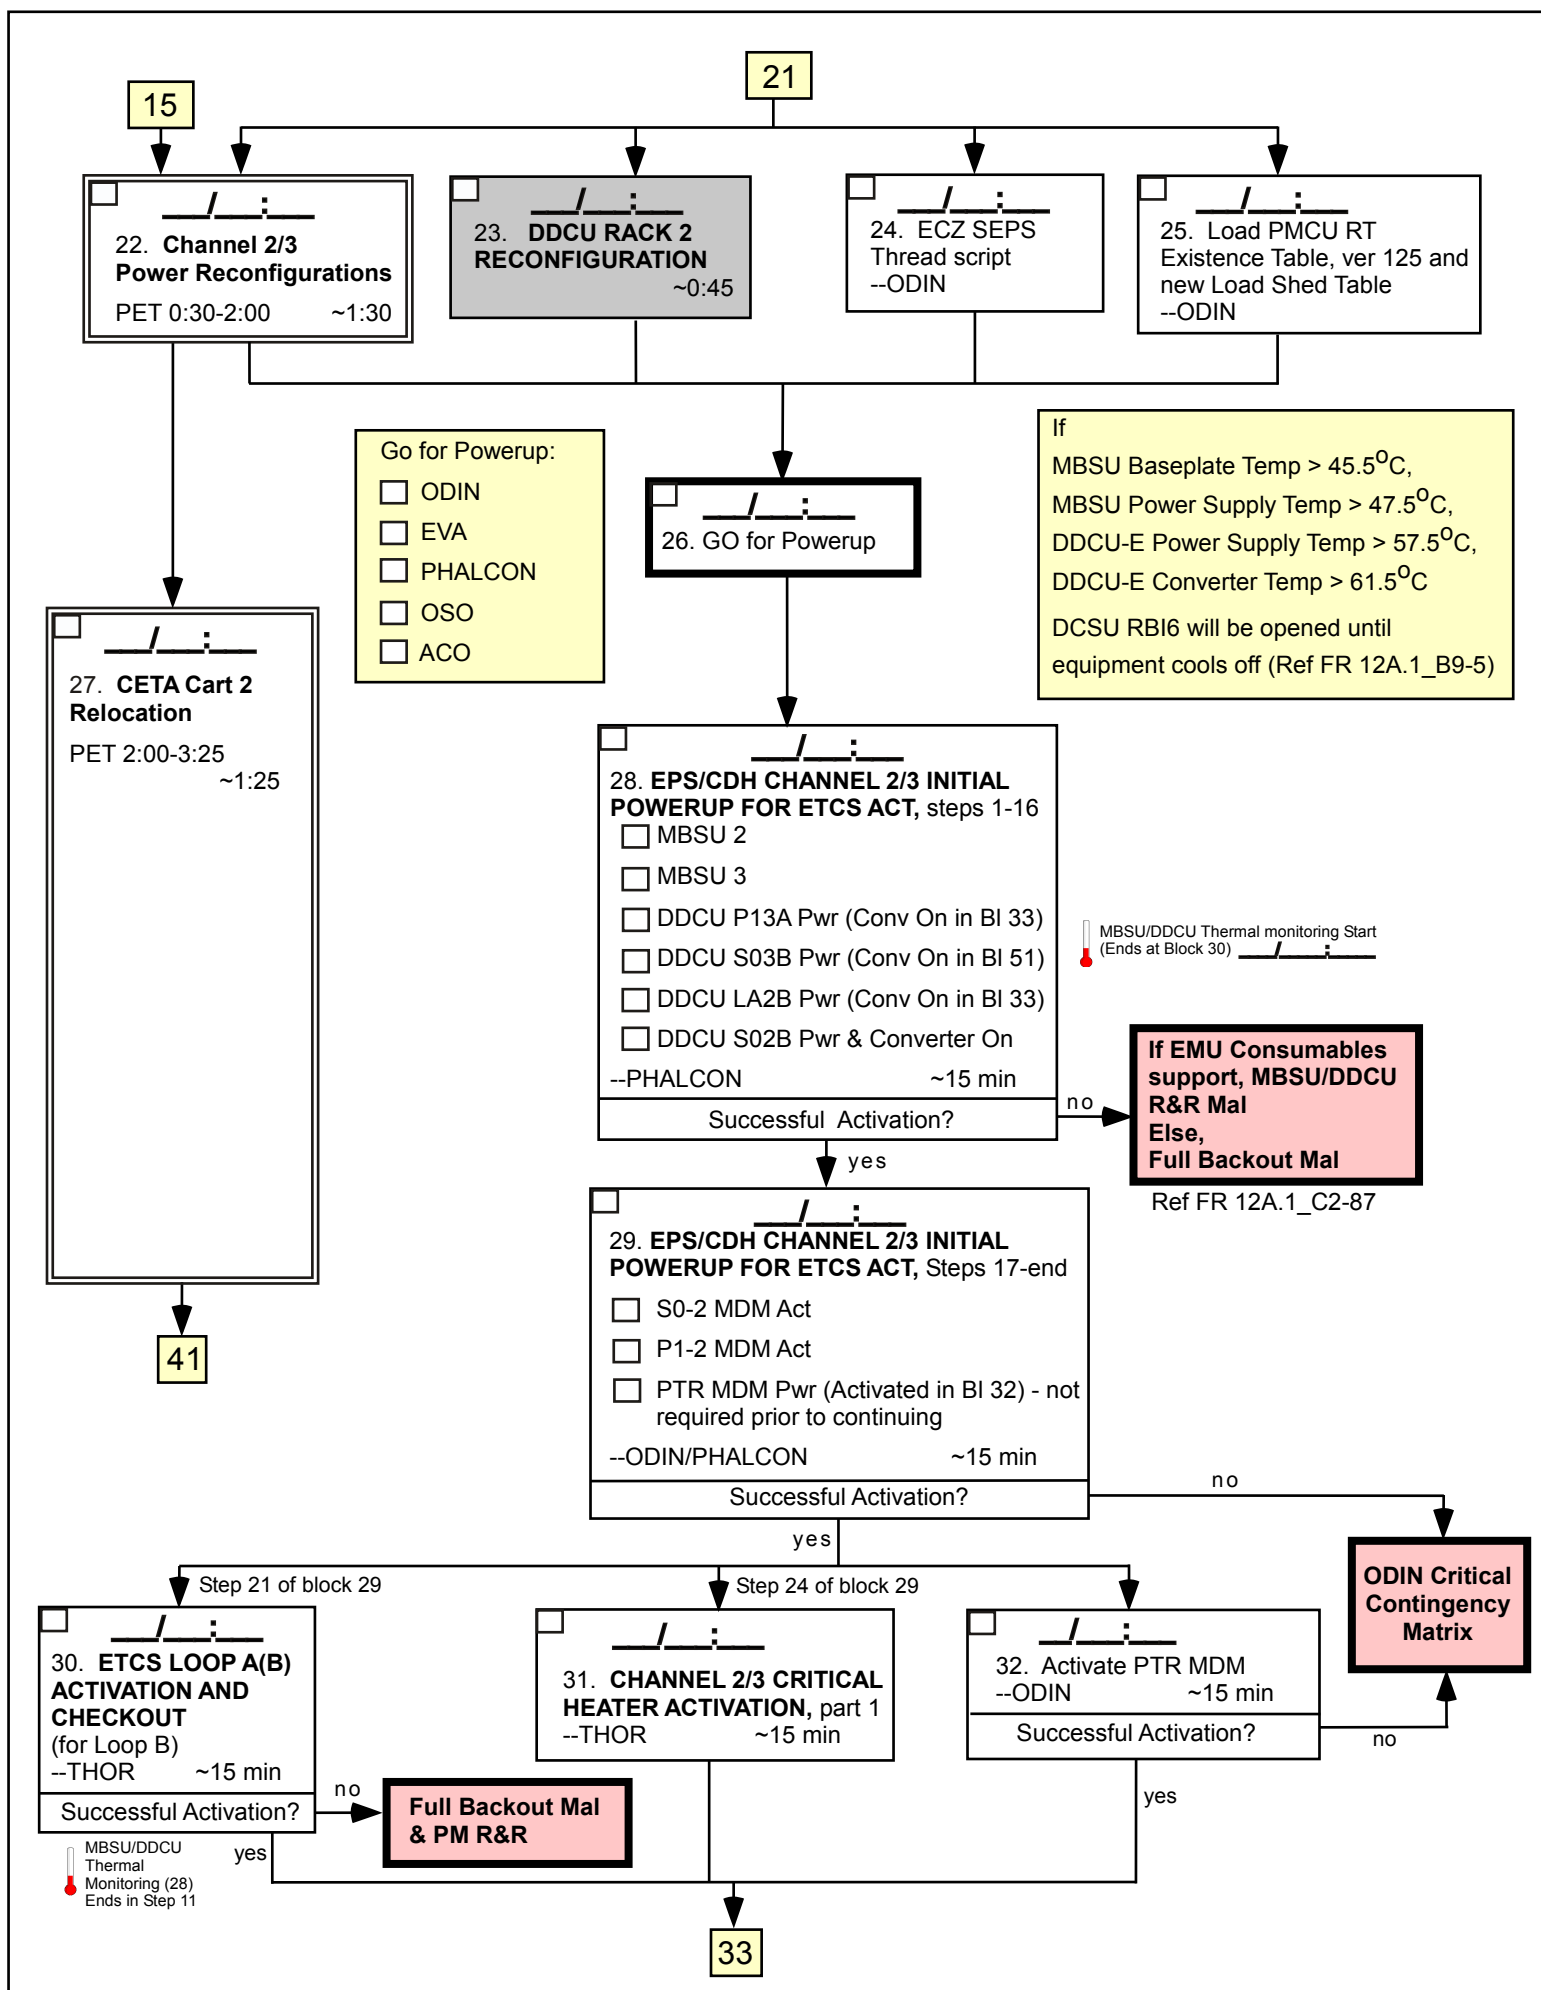 15
21
___/___:___
22. Channel 2/3
Power Reconfigurations
PET 0:30-2:00 ~1:30
___/___:___
23. DDCU RACK 2
RECONFIGURATION
~0:45
___/___:___
24. ECZ SEPS
Thread script
--ODIN
___/___:___
25. Load PMCU RT
Existence Table, ver 125 and
new Load Shed Table
--ODIN
Go for Powerup:
ODIN
EVA
PHALCON
OSO
ACO
___/___:___
26. GO for Powerup
If
MBSU Baseplate Temp > 45.5ºC,
MBSU Power Supply Temp > 47.5ºC,
DDCU-E Power Supply Temp > 57.5ºC,
DDCU-E Converter Temp > 61.5ºC
DCSU RBI6 will be opened until
equipment cools off (Ref FR 12A.1_B9-5)
___/___:___
27. CETA Cart 2
Relocation
PET 2:00-3:25
~1:25
41
___/___:___
28. EPS/CDH CHANNEL 2/3 INITIAL
POWERUP FOR ETCS ACT, steps 1-16
MBSU 2
MBSU 3
DDCU P13A Pwr (Conv On in Bl 33)
DDCU S03B Pwr (Conv On in Bl 51)
DDCU LA2B Pwr (Conv On in Bl 33)
DDCU S02B Pwr & Converter On
--PHALCON ~15 min
Successful Activation?
MBSU/DDCU Thermal monitoring Start
(Ends at Block 30) ___/____:____
no
If EMU Consumables
support, MBSU/DDCU
R&R Mal
Else,
Full Backout Mal
Ref FR 12A.1_C2-87
yes
___/___:___
29. EPS/CDH CHANNEL 2/3 INITIAL
POWERUP FOR ETCS ACT, Steps 17-end
S0-2 MDM Act
P1-2 MDM Act
PTR MDM Pwr (Activated in Bl 32) - not
required prior to continuing
--ODIN/PHALCON ~15 min
Successful Activation?
no
yes
ODIN Critical
Contingency
Matrix
Step 21 of block 29
___/___:___
30. ETCS LOOP A(B)
ACTIVATION AND
CHECKOUT
(for Loop B)
--THOR ~15 min
Successful Activation?
no
Full Backout Mal
& PM R&R
yes
MBSU/DDCU
Thermal
Monitoring (28)
Ends in Step 11
Step 24 of block 29
___/___:___
31. CHANNEL 2/3 CRITICAL
HEATER ACTIVATION, part 1
--THOR ~15 min
___/___:___
32. Activate PTR MDM
--ODIN ~15 min
Successful Activation?
no
yes
33